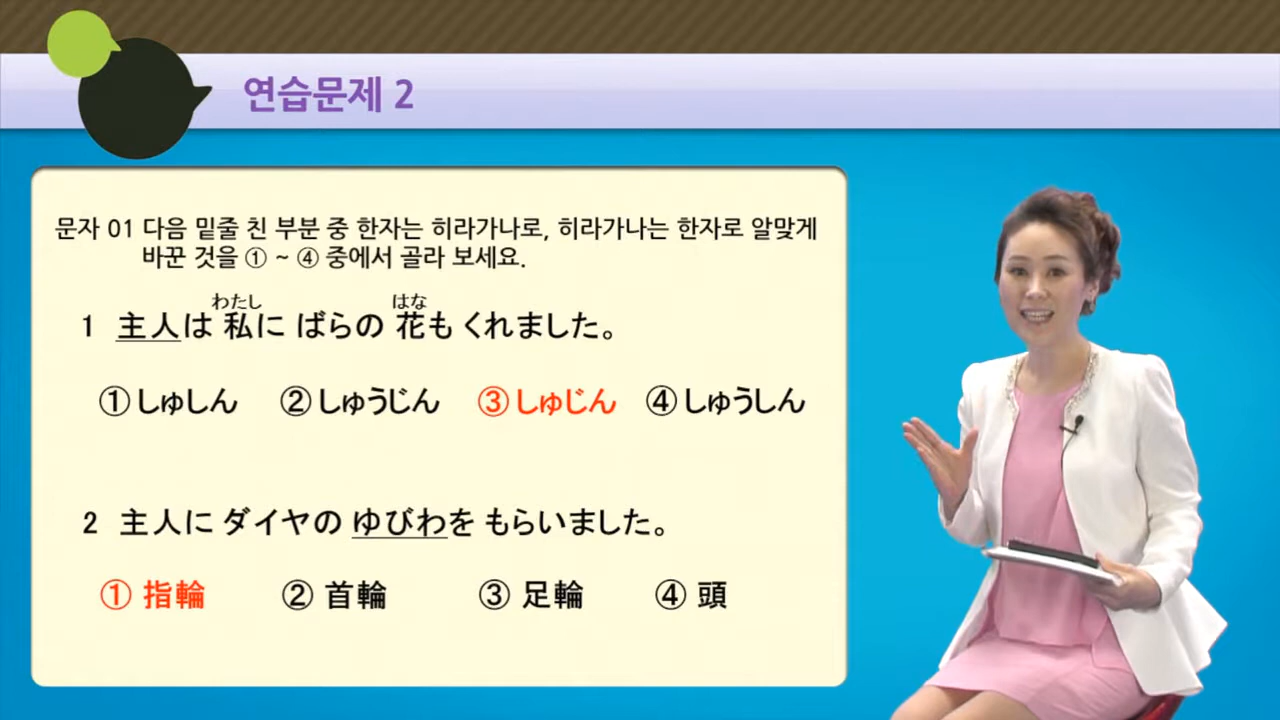 연습문제 2
문자 01 다음 밑줄 친 부분 중 한자는 히라가나로, 히라가나는 한자로 알맞게
바꾼 것을 ① ~ ④ 중에서 골라 보세요.
わたし はな
1 主人は 私に ばらの 花も くれました。
① しゅしん ② しゅうじん ③ しゅじん ④ しゅうしん
2 主人に ダイヤの ゆびわを もらいました。
① 指輪 ② 首輪 ③ 足輪 ④ 頭